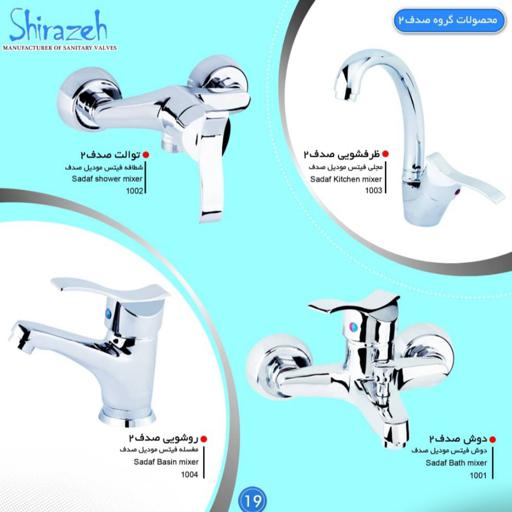 Shirazeh
MANUFACTURER OF SANITARY VALVES
محصولات گروه صدف۲
توالت صدف۲
شطافه فیتس مودیل صدف
Sadaf shower mixer
1002
ظرفشویی صدف۲
مجلی فیتس مودیل صدف
Sadaf Kitchen mixer
1003
روشویی صدف۲
مغسله فیتس مودیل صدف
Sadaf Basin mixer
1004
دوش صدف۲
دوش فیتس مودیل صدف
Sadaf Bath mixer
1001
19